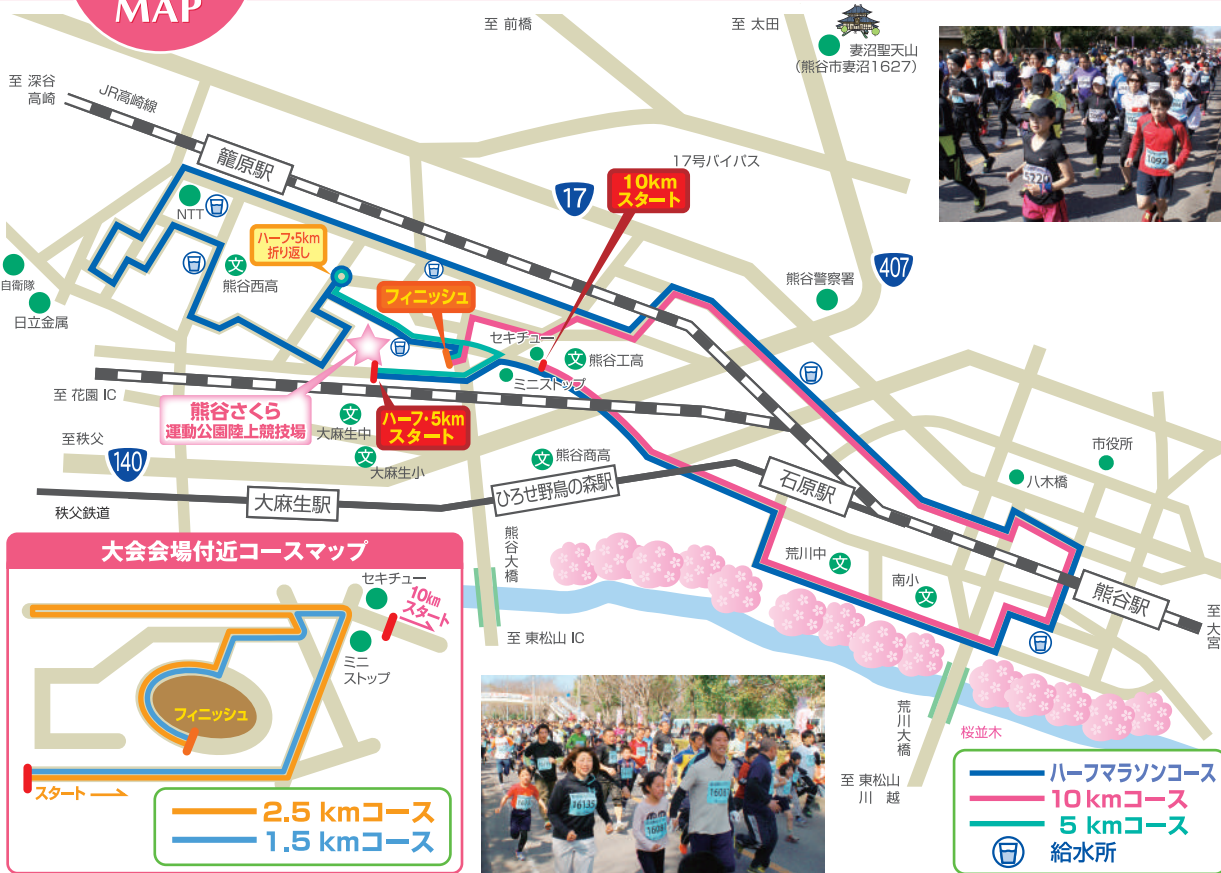 MAP
至 前橋
至 太田
妻沼聖天山
(熊谷市妻沼1627)
至 深谷
高崎
JR高崎線
籠原駅
17号バイパス
10km
スタート
17
NTT
ハーフ・5km
折り返し
407
熊谷警察署
文
熊谷西高
自衛隊
日立金属
フィニッシュ
セキチュー
文
熊谷工高
ミニストップ
至 花園 IC
熊谷さくら
運動公園陸上競技場
ハーフ・5km
スタート
文
大麻生中
至秩父
140
文
大麻生小
文
熊谷商高
市役所
八木橋
石原駅
ひろせ野鳥の森駅
大麻生駅
秩父鉄道
熊谷大橋
荒川中
文
南小
文
熊谷駅
至 大宮
至 東松山 IC
荒川大橋
桜並木
至 東松山
川 越
大会会場付近コースマップ
セキチュー
10km
スタート
ミニ
ストップ
フィニッシュ
スタート
2.5 kmコース
1.5 kmコース
ハーフマラソンコース
10 kmコース
5 kmコース
給水所
5220
1092
16135
1608